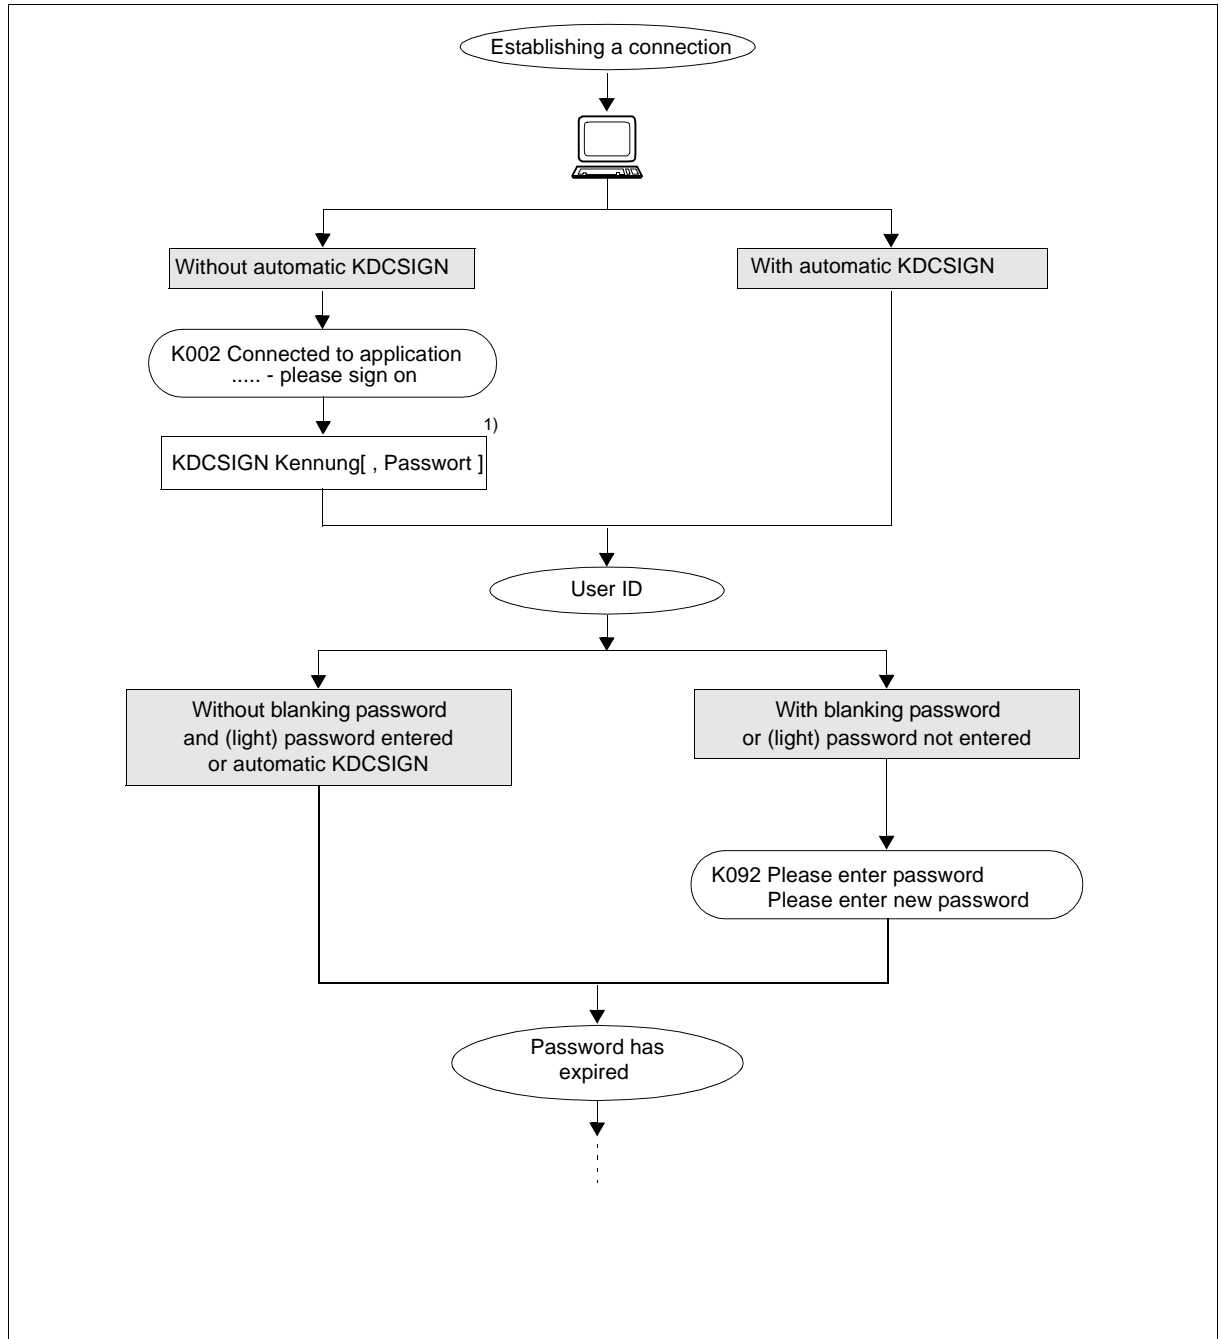 Establishing a connection
Without automatic KDCSIGN
With automatic KDCSIGN
K002 Connected to application
..... - please sign on
1)
KDCSIGN Kennung[ , Passwort ]
User ID
Without blanking password
and (light) password entered
or automatic KDCSIGN
With blanking password
or (light) password not entered
K092 Please enter password
Please enter new password
Password has
expired